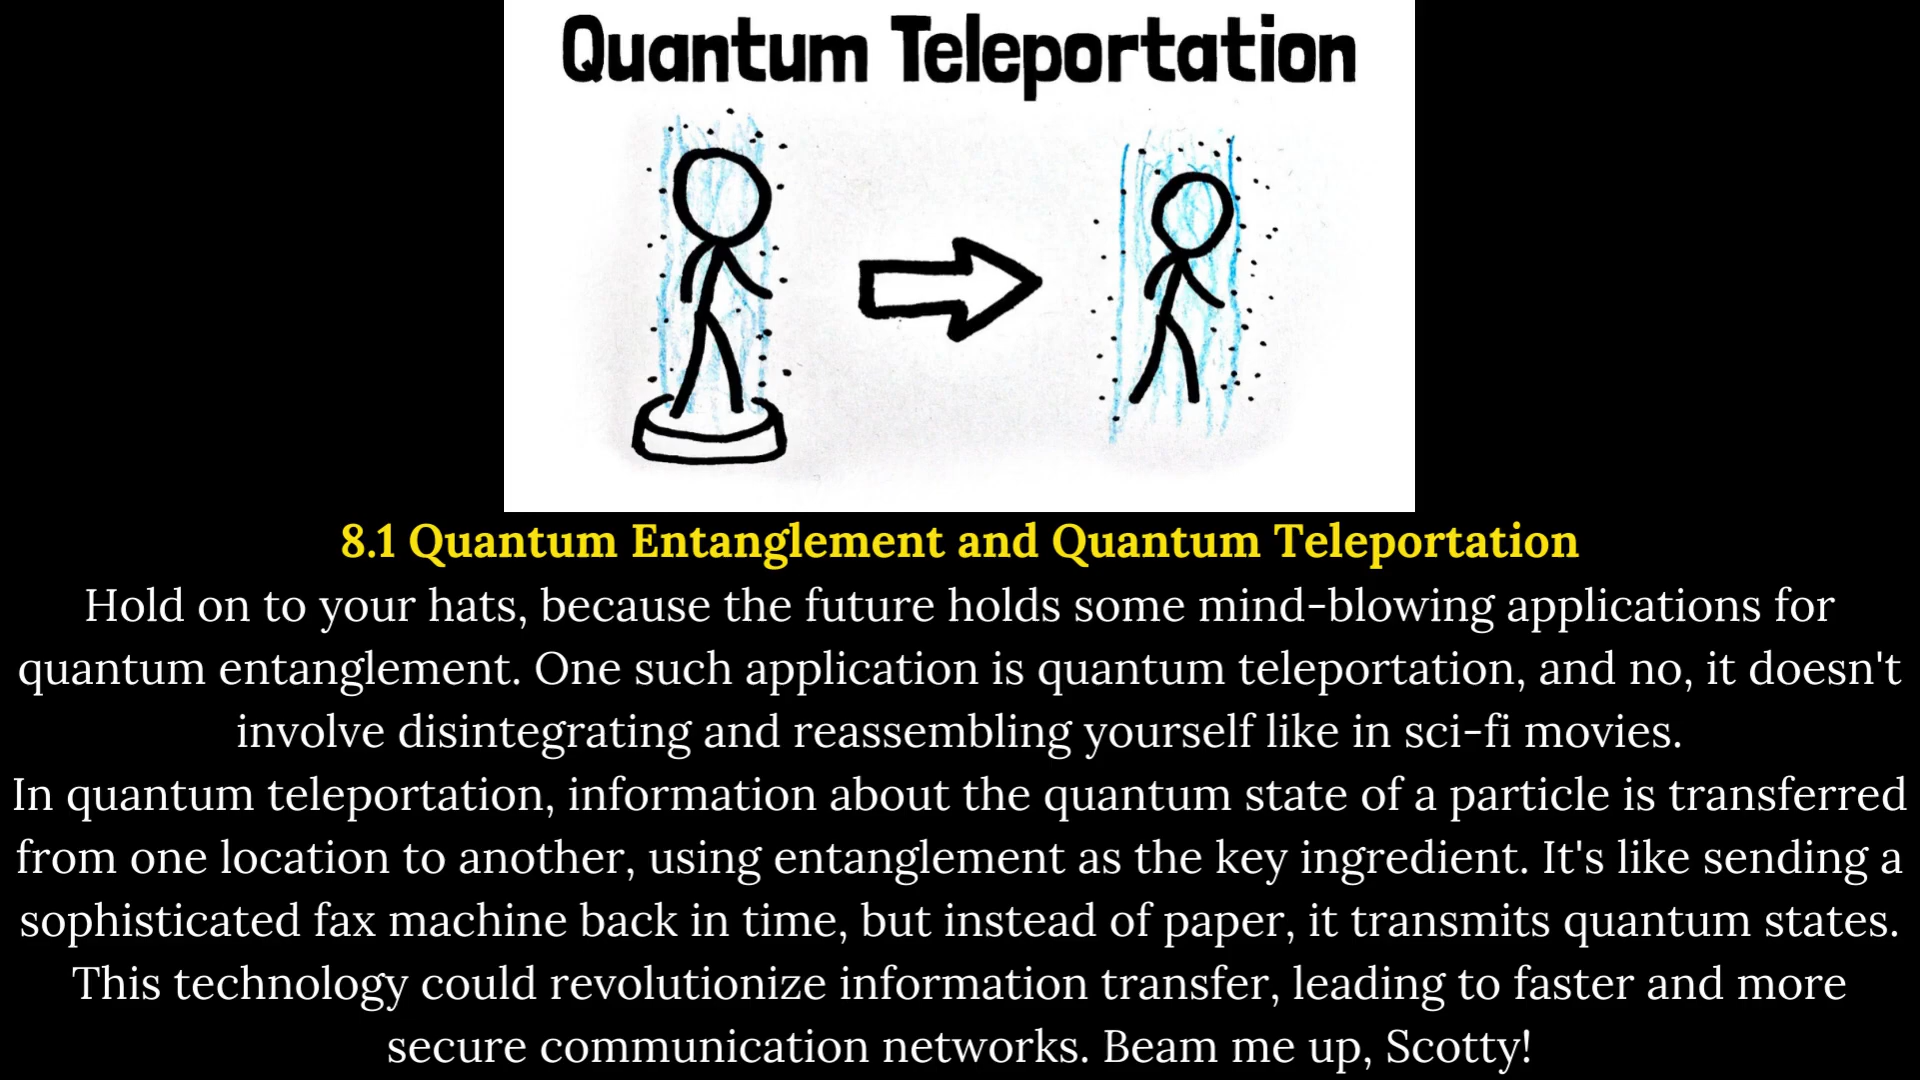 Quantum Teleportation
8.1 Quantum Entanglement and Quantum Teleportation
Hold on to your hats, because the future holds some mind-blowing applications for
quantum entanglement. One such application is quantum teleportation, and no, it doesn't
involve disintegrating and reassembling yourself like in sci-fi movies.
In quantum teleportation, information about the quantum state of a particle is transferred
from one location to another, using entanglement as the key ingredient. It's like sending a
sophisticated fax machine back in time, but instead of paper, it transmits quantum states.
This technology could revolutionize information transfer, leading to faster and more
secure communication networks. Beam me up, Scotty!